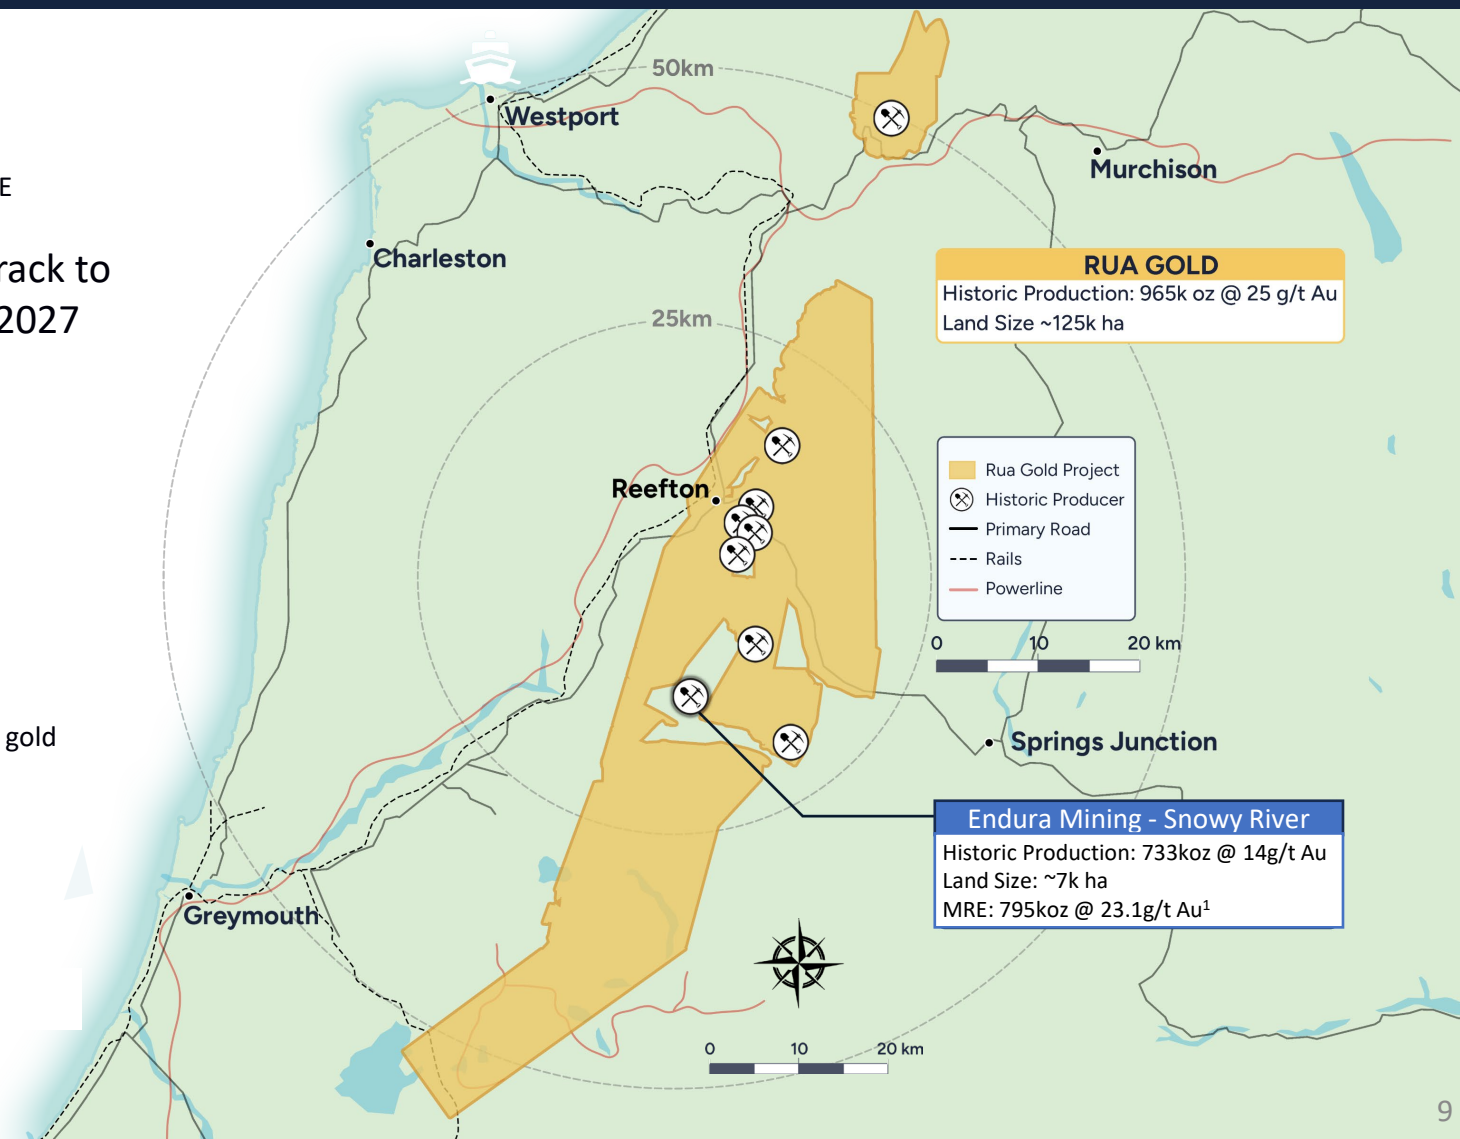 50km
Westport
Murchison
E
Charleston
rack to
2027
RUA GOLD
Historic Production: 965k oz @ 25 g/t Au
Land Size ~125k ha
25km
Reefton
Rua Gold Project
Historic Producer
Primary Road
Rails
Powerline
0 10 20 km
gold
Springs Junction
Endura Mining - Snowy River
Historic Production: 733koz @ 14g/t Au
Land Size: ~7k ha
MRE: 795koz @ 23.1g/t Au¹
Greymouth
0 10 20 km
9